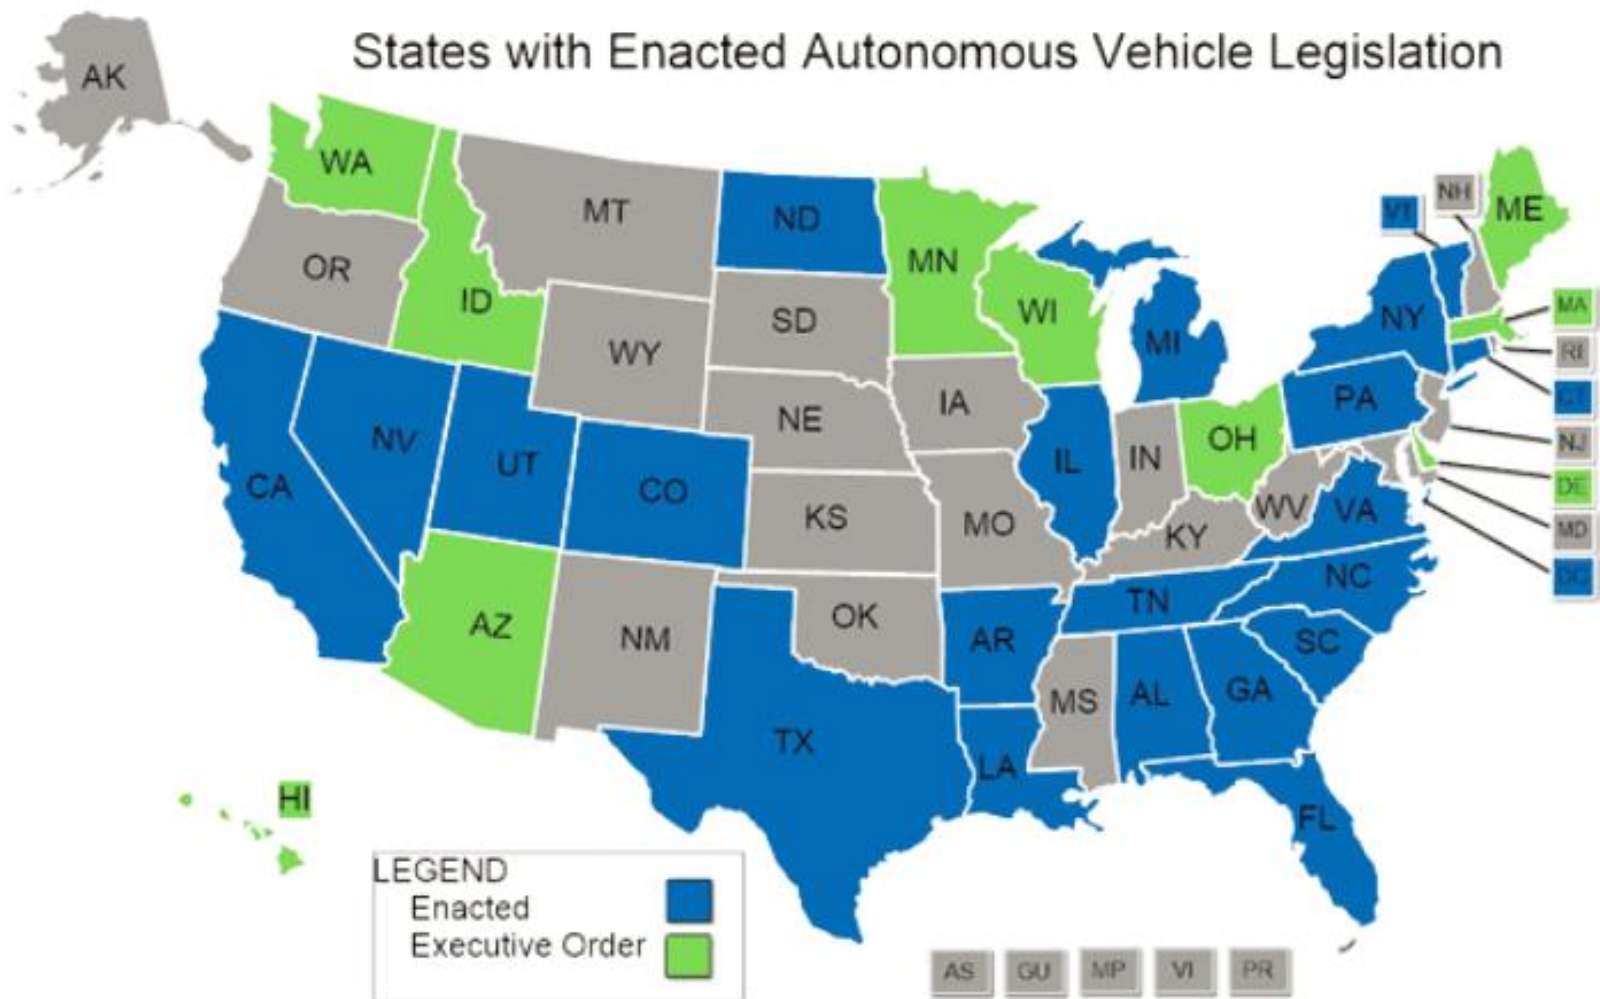 States with Enacted Autonomous Vehicle Legislation
AK
WA
MT
ND
MN
VT
NH
ME
OR
ID
WY
SD
WI
MI
NY
MA
RI
CT
NJ
DE
MD
DC
NV
UT
CO
NE
IA
IL
IN
OH
PA
CA
KS
MO
KY
WV
VA
AZ
NM
OK
AR
TN
NC
SC
TX
LA
MS
AL
GA
FL
HI
LEGEND
Enacted
Executive Order
AS
GU
MP
VI
PR